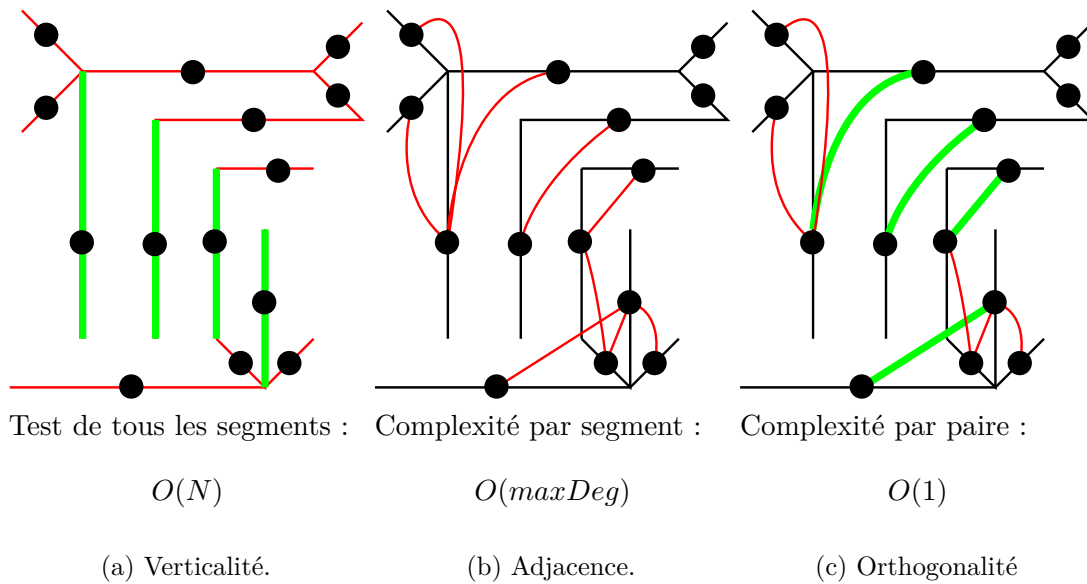 Test de tous les segments : Complexité par segment : Complexité par paire :
O(N) O(maxDeg) O(1)
(a) Verticalité. (b) Adjacence. (c) Orthogonalité